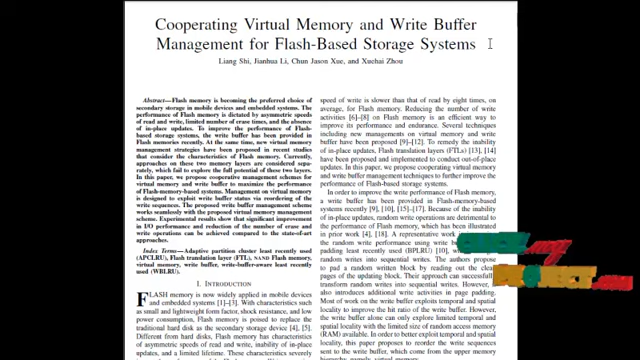 Cooperating Virtual Memory and Write Buffer
Management for Flash-Based Storage Systems
Liang Shi, Jianhua Li, Chun Jason Xue, and Xuehai Zhou
Abstract—Flash memory is becoming the preferred choice of
secondary storage in mobile devices and embedded systems. The
performance of Flash memory is dictated by asymmetric speeds
of read and write, limited number of erase times, and the absence
of in-place updates. To improve the performance of Flash-
based storage systems, the write buffer has been provided in
Flash memories recently. At the same time, new virtual memory
management strategies have been proposed in recent studies
that consider the characteristics of Flash memory. Currently,
approaches on these two memory layers are considered sepa-
rately, which fail to explore the full potential of these two layers.
In this paper, we propose cooperative management schemes for
virtual memory and write buffer to maximize the performance
of Flash-memory-based systems. Management on virtual memory
is designed to exploit write buffer status via reordering of the
write sequences. The proposed write buffer management scheme
works seamlessly with the proposed virtual memory management
scheme. Experimental results show that significant improvement
in I/O performance and reduction of the number of erase and
write operations can be achieved compared to the state-of-art
approaches.
Index Terms—Adaptive partition cluster least recently used
(APCLRU), Flash translation layer (FTL), NAND Flash memory,
virtual memory, write buffer, write-buffer-aware least recently
used (WBLRU).
I. INTRODUCTION
FLASH memory is now widely applied in mobile devices
and embedded systems [1]–[3]. With characteristics such
as small and lightweight form factor, shock resistance, and low
power consumption, Flash memory is poised to replace the
traditional hard disk as the secondary storage device [4], [5].
Different from hard disks, Flash memory has characteristics
of asymmetry of read and write speed, absence of in-place
updates, and a limited lifetime. These characteristics severely
speed of write is slower than that of read by eight times, on
average, for Flash memory. Reducing the number of write
activities [6]–[8] on Flash memory is an efficient way to
improve its performance and endurance. Several techniques
including new managements on virtual memory and write
buffer have been proposed [9]–[12]. To remedy the inability
of in-place updates, Flash translation layers (FTLs) [13], [14]
have been proposed and implemented to conduct out-of-place
updates. In this paper, we propose cooperating virtual memory
and write buffer management techniques to further improve the
performance of Flash-based storage systems.
In order to improve the write performance of Flash memory,
a write buffer has been provided in Flash-memory-based
systems recently [9], [10], [15]–[17]. Because of the inability
of in-place updates, random write operations are detrimental to
the performance of Flash memory, which has been illustrated
in prior work [4], [18]. A representative work
the random write performance using write
padding least recently used (BPLRU)
random writes into sequential writes. The authors propose
to pad a random written block by reading out the clean
pages of the updating block. Their approach can successfully
transform random writes into sequential writes. However, i
also introduces additional write activities in page padding.
Most of work on the write buffer exploits temporal and spatia
locality to improve the hit ratio of the write buffer. However,
the write buffer alone can only explore limited temporal and
spatial locality with the limited size of random access memory
(RAM) available. In order to better exploit temporal and spatial
locality, this paper proposes to reorder the write sequences
sent to the write buffer, which come from the upper memory
hierarchy, namely, virtual memory.